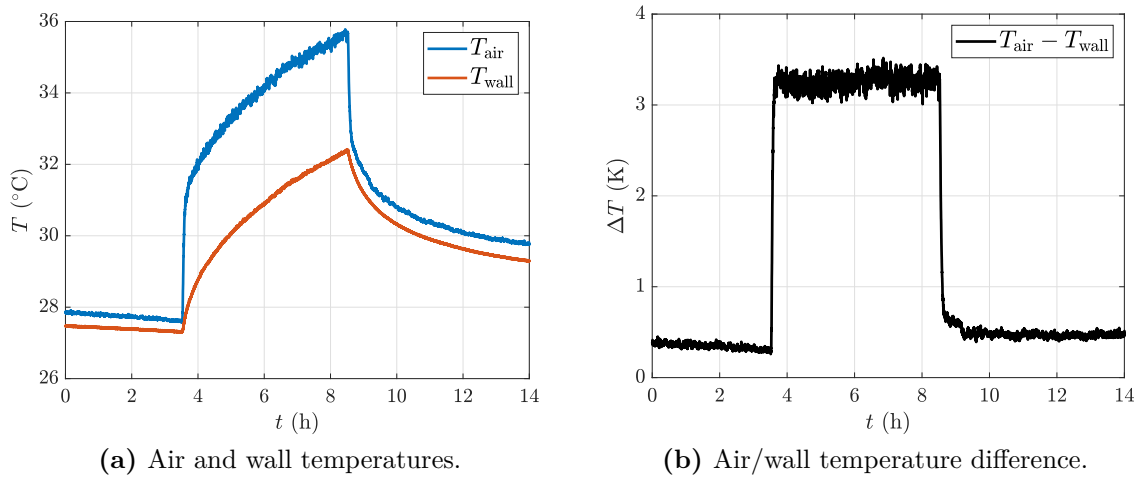 36
34
32
30
28
26
T (°C)
T_air
T_wall
0 2 4 6 8 10 12 14
t (h)
(a) Air and wall temperatures.
4
3
2
1
0
ΔT (K)
T_air − T_wall
0 2 4 6 8 10 12 14
t (h)
(b) Air/wall temperature difference.